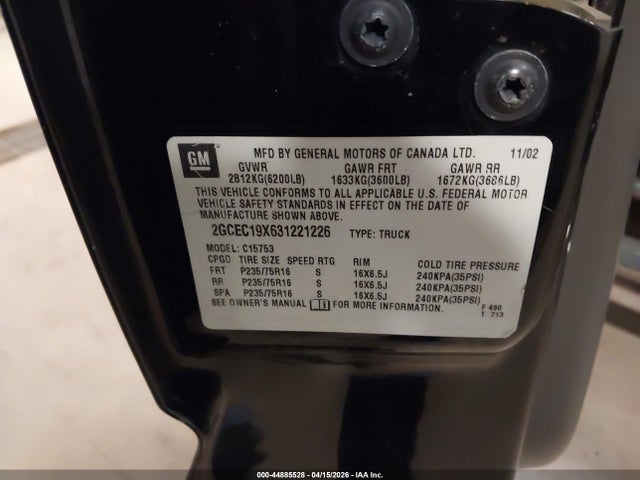 GM
MFD BY GENERAL MOTORS OF CANADA LTD. 11/02
GVWR GAWR FRT GAWR RR
2812KG(6200LB) 1633KG(3600LB) 1672KG(3686LB)
THIS VEHICLE CONFORMS TO ALL APPLICABLE U.S. FEDERAL MOTOR
VEHICLE SAFETY STANDARDS IN EFFECT ON THE DATE OF
MANUFACTURE SHOWN ABOVE.
2GCEC19X631221226 TYPE: TRUCK
MODEL: C15753
CPGD TIRE SIZE SPEED RTG RIM COLD TIRE PRESSURE
FRT P235/75R16 S 16X6.5J 240KPA(35PSI)
RR P235/75R16 S 16X6.5J 240KPA(35PSI)
SPA P235/75R16 S 16X6.5J 240KPA(35PSI)
SEE OWNER'S MANUAL FOR MORE INFORMATION.
F 490
T 713
000-44885528 - 04/15/2026 - IAA Inc.